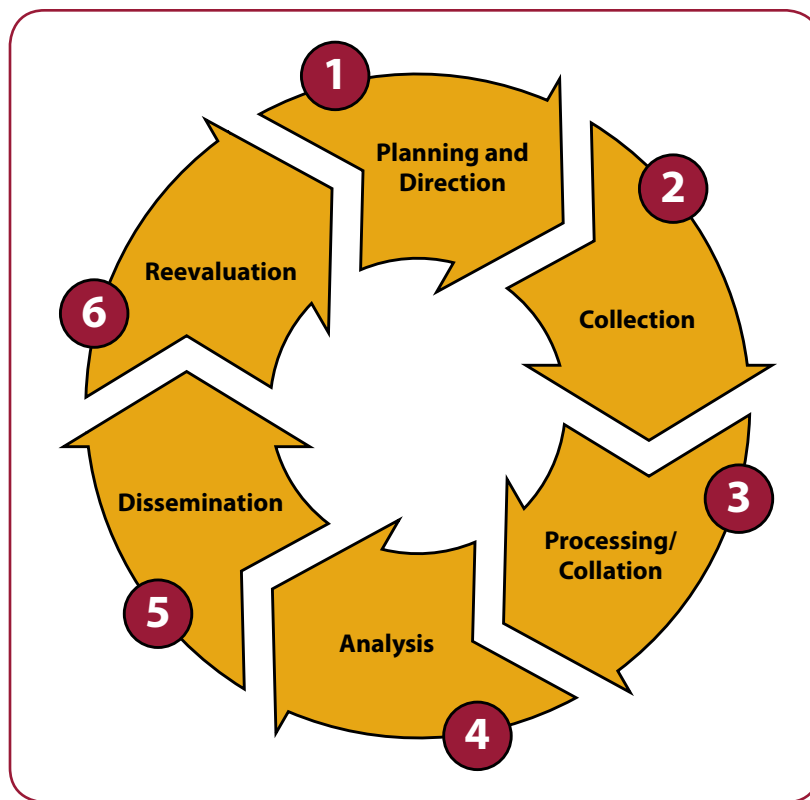 1
Planning and
Direction
2
Collection
3
Processing/
Collation
4
Analysis
5
Dissemination
6
Reevaluation